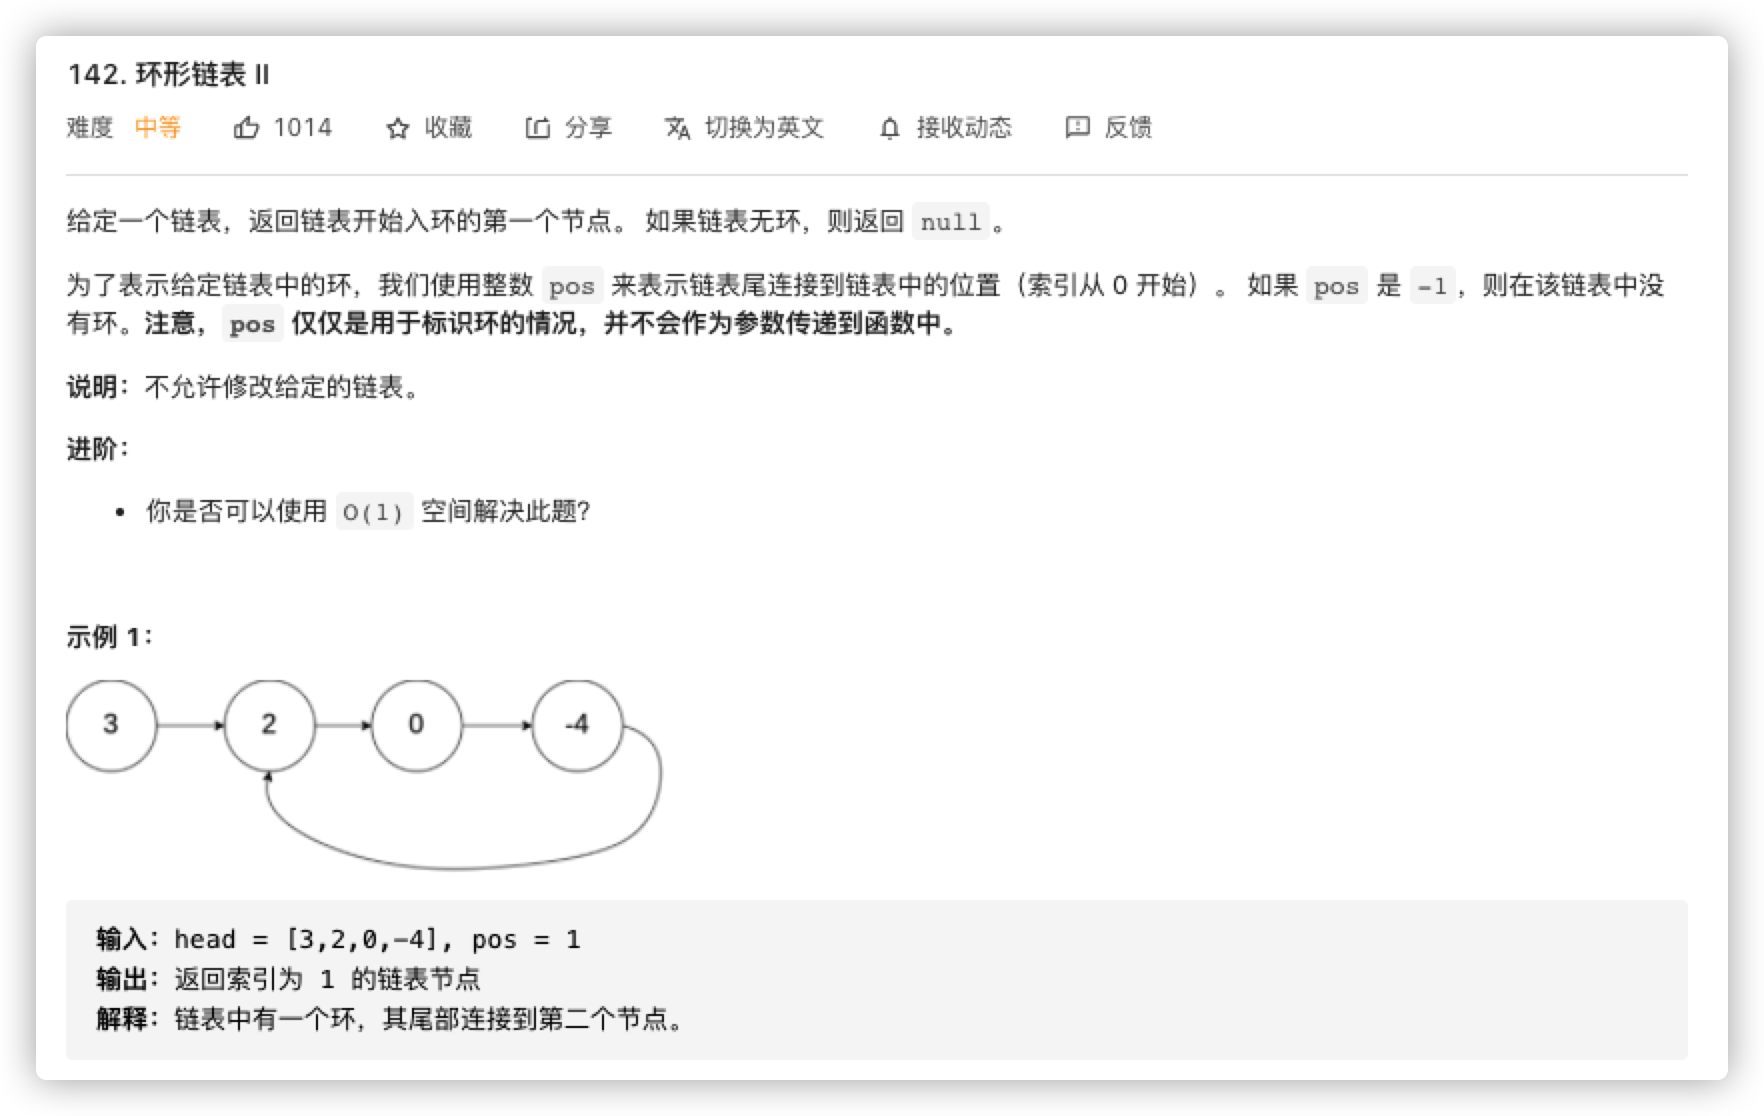 142. 环形链表 II
难度 中等 1014 收藏 分享 切换为英文 接收动态 反馈
给定一个链表，返回链表开始入环的第一个节点。 如果链表无环，则返回 null。
为了表示给定链表中的环，我们使用整数 pos 来表示链表尾连接到链表中的位置（索引从 0 开始）。 如果 pos 是 -1，则在该链表中没
有环。注意，pos 仅仅是用于标识环的情况，并不会作为参数传递到函数中。
说明：不允许修改给定的链表。
进阶：
• 你是否可以使用 O(1) 空间解决此题？
示例 1：
3 2 0 -4
输入：head = [3,2,0,-4], pos = 1
输出：返回索引为 1 的链表节点
解释：链表中有一个环，其尾部连接到第二个节点。